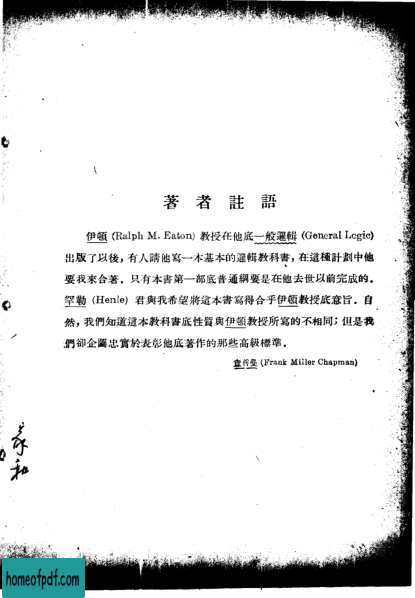 著者註語
伊頓 (Ralph M. Eaton) 教授在他底一般邏輯 (General Logic)
出版了以後，有人請他寫一本基本的邏輯教科書，在這種計劃中他
要我來合著．只有本書第一部底普通綱要是在他去世以前完成的．
罕勒 (Henle) 君與我希望將這本書寫得合乎伊頓教授底意旨．自
然，我們知道這本教科書底性質與伊頓教授所寫的不相同；但是我
們卻企圖忠實於表彰他底著作的那些高級標準．
(Frank Miller Chapman)
和
homeofpdf.com